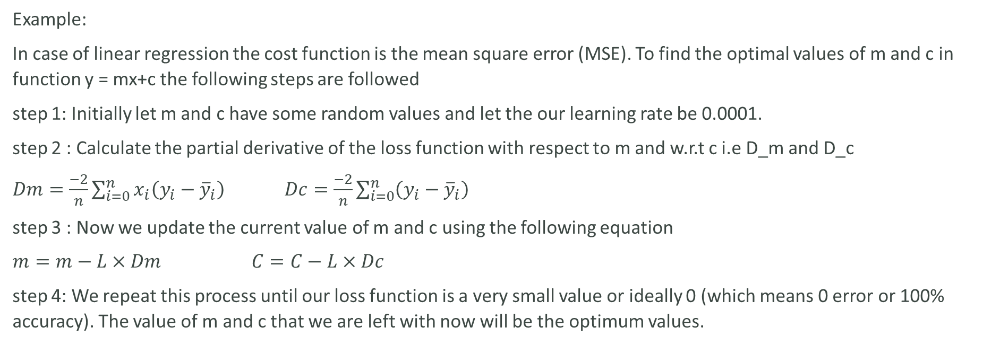 Example:
In case of linear regression the cost function is the mean square error (MSE). To find the optimal values of m and c in
function y = mx+c the following steps are followed
step 1: Initially let m and c have some random values and let the our learning rate be 0.0001.
step 2 : Calculate the partial derivative of the loss function with respect to m and w.r.t c i.e D_m and D_c
Dm = \frac{-2}{n} \sum_{i=0}^{n} x_i(y_i − ȳ_i)    Dc = \frac{-2}{n} \sum_{i=0}^{n} (y_i − ȳ_i)
step 3 : Now we update the current value of m and c using the following equation
m = m − L × Dm    C = C − L × Dc
step 4: We repeat this process until our loss function is a very small value or ideally 0 (which means 0 error or 100%
accuracy). The value of m and c that we are left with now will be the optimum values.